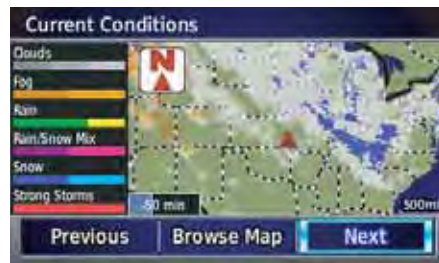 Current Conditions
Clouds
Fog
Rain
Rain/Snow Mix
Snow
Strong Storms
N
-50 min
500mi
Previous
Browse Map
Next